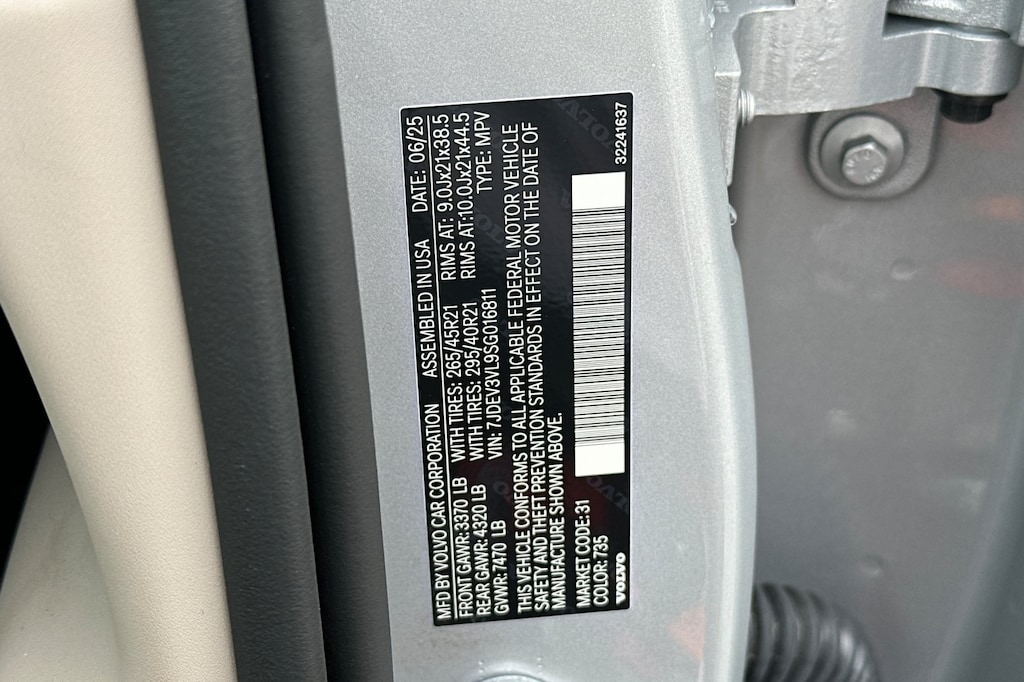 MFD BY VOLVO CAR CORPORATION ASSEMBLED IN USA DATE: 06/25
FRONT GAWR: 3370 LB WITH TIRES: 265/45R21 RIMS AT: 9.0Jx21x38.5
REAR GAWR: 4320 LB WITH TIRES: 295/40R21 RIMS AT: 10.0Jx21x44.5
GVWR: 7470 LB VIN: 7JDEV3VL9SG016811 TYPE: MPV
THIS VEHICLE CONFORMS TO ALL APPLICABLE FEDERAL MOTOR VEHICLE
SAFETY AND THEFT PREVENTION STANDARDS IN EFFECT ON THE DATE OF
MANUFACTURE SHOWN ABOVE.
MARKET CODE:31
COLOR:735
VOLVO
32241637